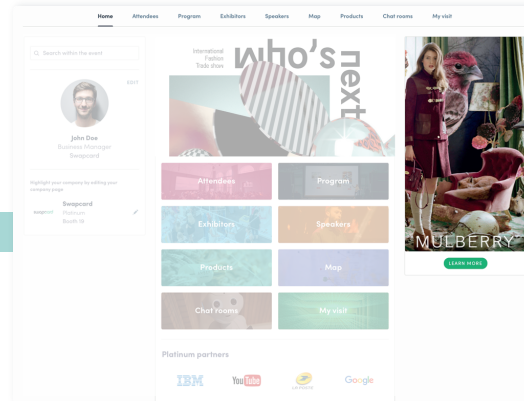 Home Attendees Program Exhibitors Speakers Map Products Chat rooms My visit
Search within the event
EDIT
John Doe
Business Manager
Swapcard
Highlight your company by editing your
company page
swapcard
Swapcard
Platinum
Booth 16
International
Fashion
Trade show
who's
next
Attendees
Program
Exhibitors
Speakers
Products
Map
Chat rooms
My visit
Platinum partners
IBM
YouTube
LA POSTE
Google
MULBERRY
LEARN MORE